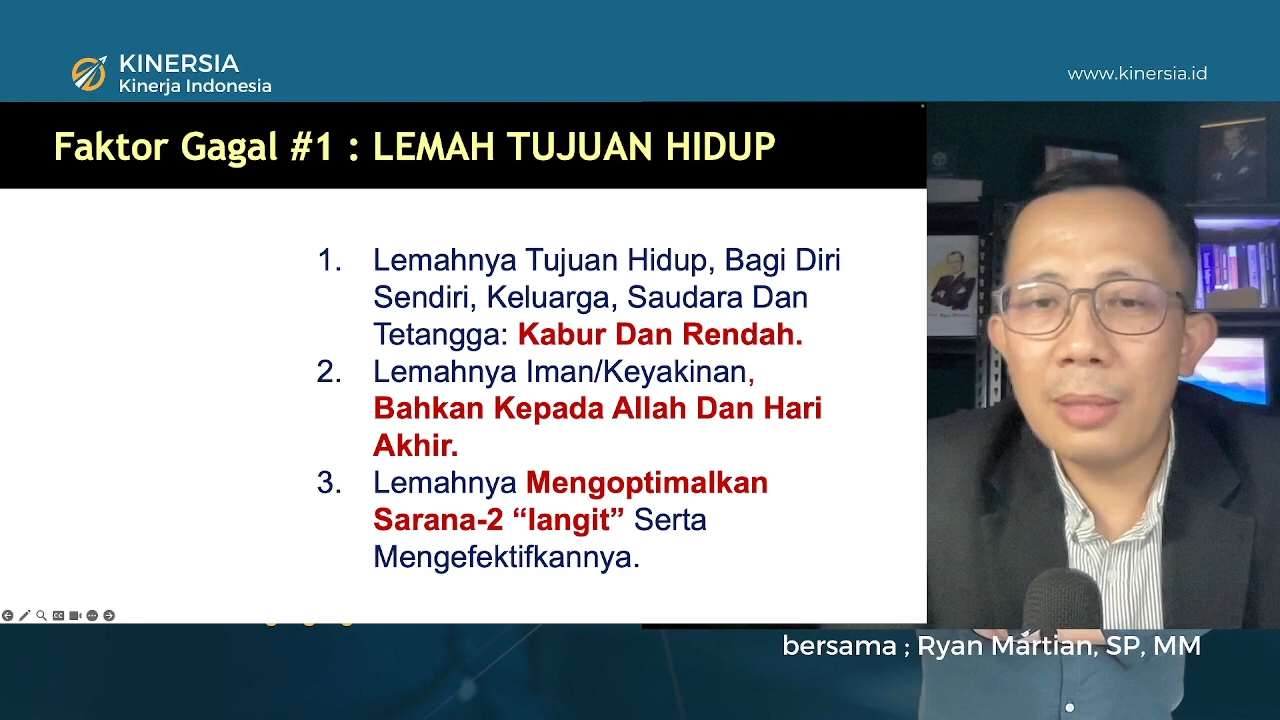 KINERSIA
Kinerja Indonesia
www.kinersia.id
Faktor Gagal #1 : LEMAH TUJUAN HIDUP
1. Lemahnya Tujuan Hidup, Bagi Diri
Sendiri, Keluarga, Saudara Dan
Tetangga: Kabur Dan Rendah.
2. Lemahnya Iman/Keyakinan,
Bahkan Kepada Allah Dan Hari
Akhir.
3. Lemahnya Mengoptimalkan
Sarana-2 “langit” Serta
Mengefektifkannya.
bersama ; Ryan Martian, SP, MM